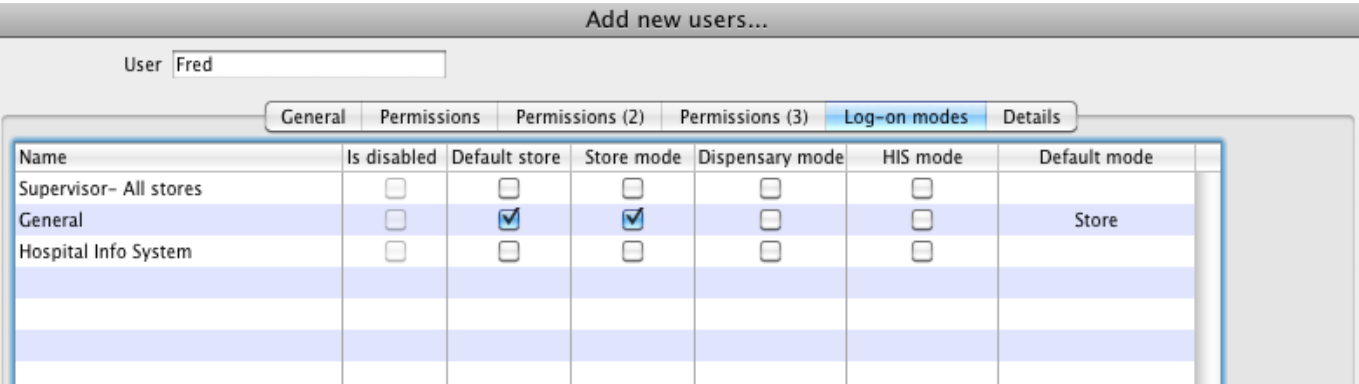 Add new users...
User Fred
General Permissions Permissions (2) Permissions (3) Log-on modes Details
Name Is disabled Default store Store mode Dispensary mode HIS mode Default mode
Supervisor- All stores
General Store
Hospital Info System